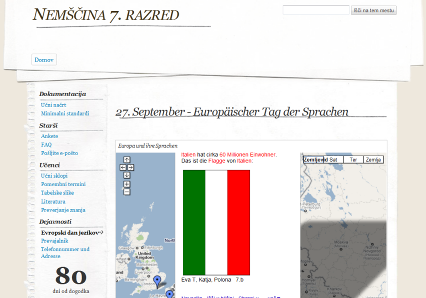 NEMŠČINA 7. RAZRED
Išči na tem mestu
Domov
Dokumentacija
Učni načrt
Minimalni standardi
Starši
Ankete
FAQ
Pošljite e-pošto
Učenci
Učni sklopi
Pomembni termini
Tabelske slike
Literatura
Preverjanje znanja
Dejavnosti
Evropski dan jezikov
Prevajalnik
Telefonnummer und
Adresse
80
dni od dogodka
27. September - Europäischer Tag der Sprachen
Europa und ihre Sprachen
Italien hat cirka 60 Millionen Einwohner.
Das ist die Flagge von Italien.
Eva T, Katja, Polona 7.b
Zemljevid
Sat
Ter
Zemlja